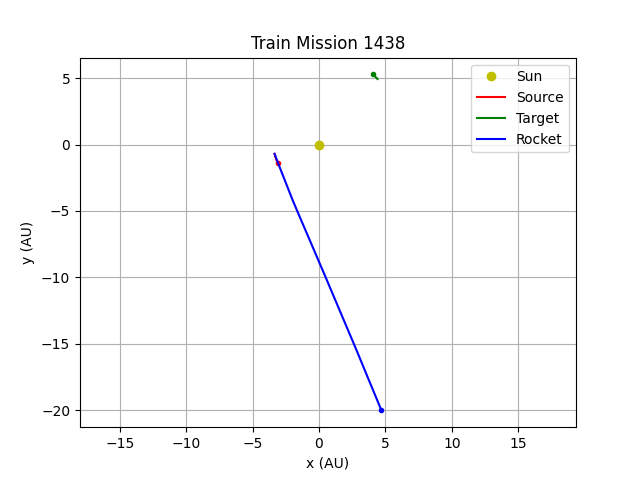 Train Mission 1438
Sun
Source
Target
Rocket
5
0
−5
−10
−15
−20
y (AU)
−15
−10
−5
0
5
10
15
x (AU)